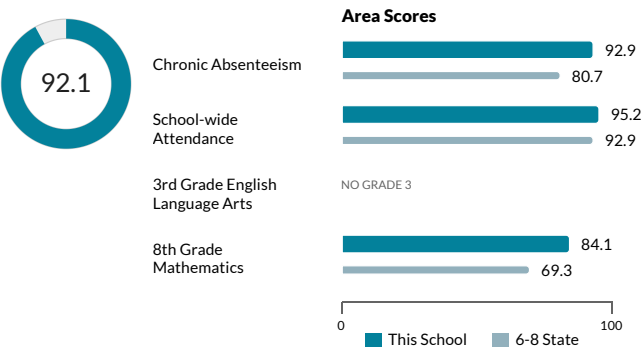 Area Scores
92.1
Chronic Absenteeism
92.9
80.7
School-wide
Attendance
95.2
92.9
3rd Grade English
Language Arts
NO GRADE 3
8th Grade
Mathematics
84.1
69.3
0
100
This School
6-8 State